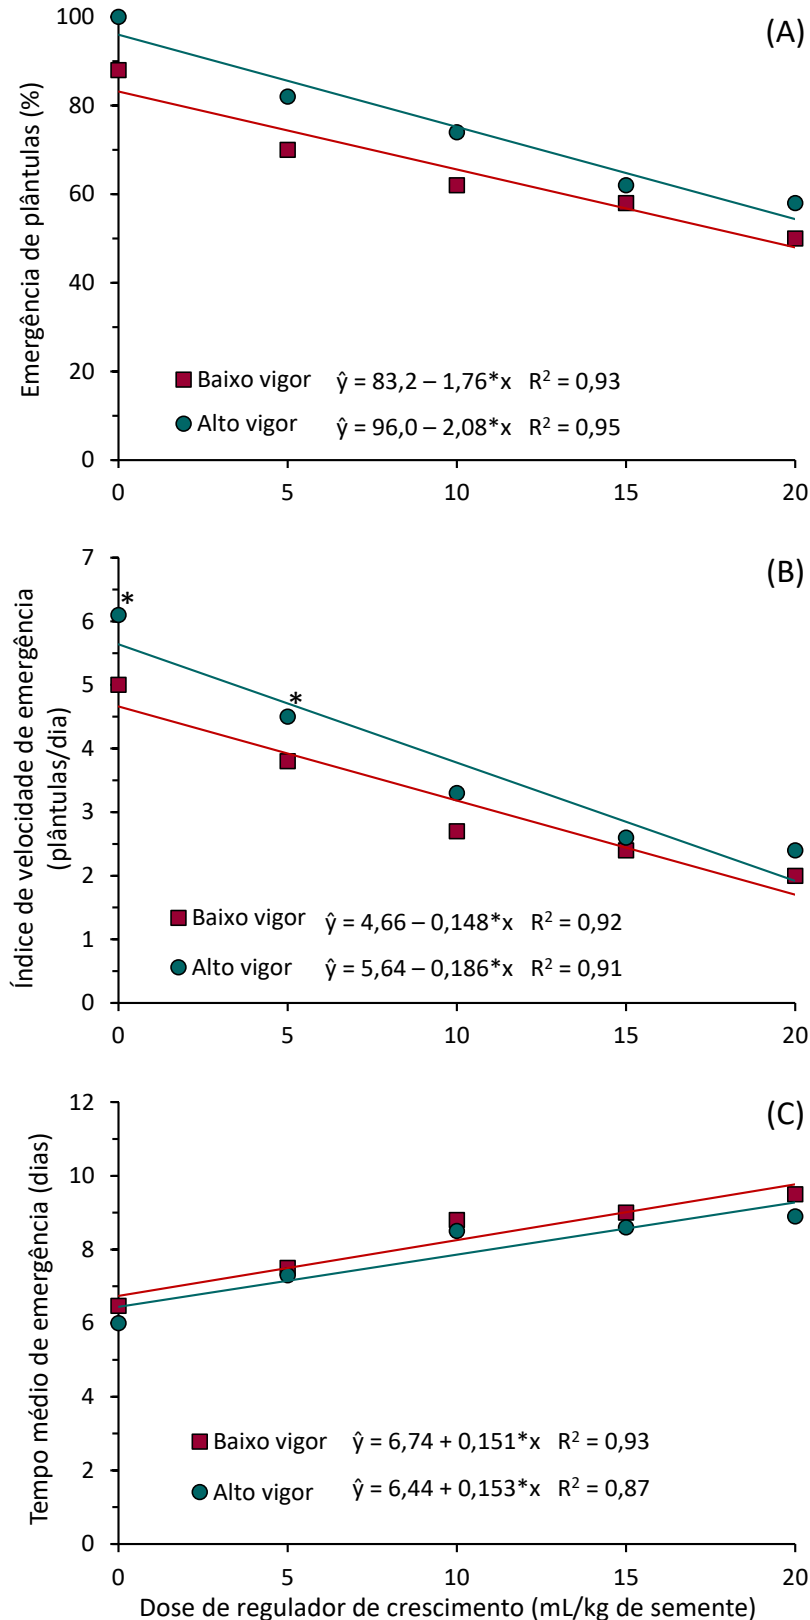 (A)
Emergência de plântulas (%)
100
80
60
40
20
0
Baixo vigor ŷ = 83,2 – 1,76*x R² = 0,93
Alto vigor ŷ = 96,0 – 2,08*x R² = 0,95
0 5 10 15 20
(B)
Índice de velocidade de emergência
(plântulas/dia)
7
6
5
4
3
2
1
0
*
*
Baixo vigor ŷ = 4,66 – 0,148*x R² = 0,92
Alto vigor ŷ = 5,64 – 0,186*x R² = 0,91
0 5 10 15 20
(C)
Tempo médio de emergência (dias)
12
10
8
6
4
2
0
Baixo vigor ŷ = 6,74 + 0,151*x R² = 0,93
Alto vigor ŷ = 6,44 + 0,153*x R² = 0,87
0 5 10 15 20
Dose de regulador de crescimento (mL/kg de semente)